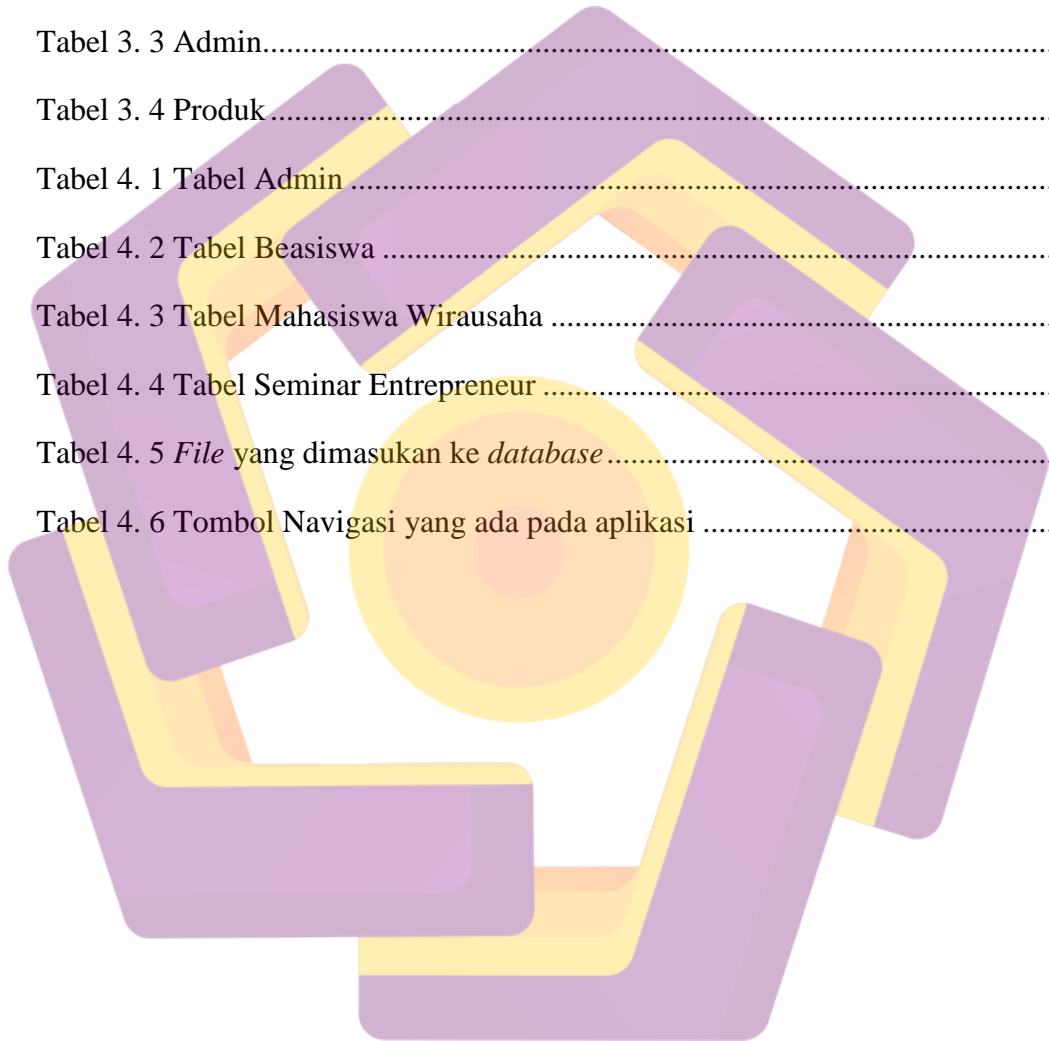 Tabel 3. 3 Admin..........................................................................................................
Tabel 3. 4 Produk.........................................................................................................
Tabel 4. 1 Tabel Admin................................................................................................
Tabel 4. 2 Tabel Beasiswa............................................................................................
Tabel 4. 3 Tabel Mahasiswa Wirausaha.......................................................................
Tabel 4. 4 Tabel Seminar Entrepreneur........................................................................
Tabel 4. 5 File yang dimasukan ke database................................................................
Tabel 4. 6 Tombol Navigasi yang ada pada aplikasi....................................................